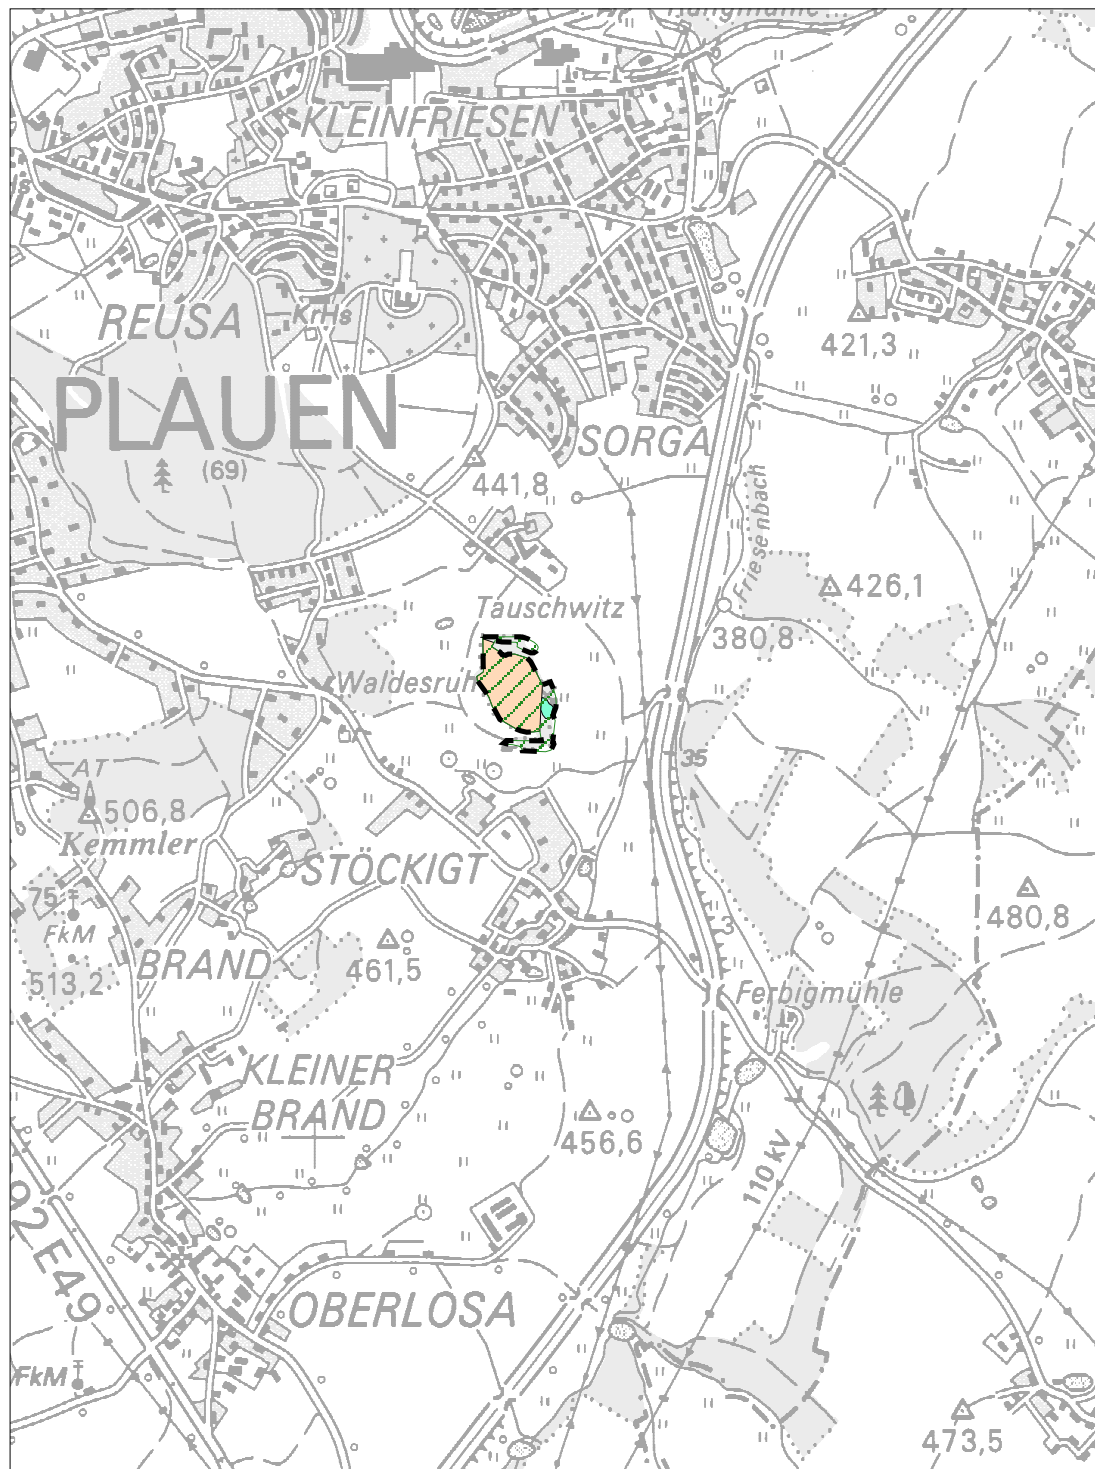 KLEINFRIESEN
REUSA
KrHs
421,3
PLAUEN
SORGA
(69)
441,8
Friesenbach
Tauschwitz
426,1
380,8
Waldesruh
35
AT
506,8
Kemmler
STÖCKIGT
75
FkM
513,2
BRAND
461,5
480,8
3
Ferbigmühle
KLEINER
BRAND
456,6
110 kV
92 E49
OBERLOSA
FkM
473,5